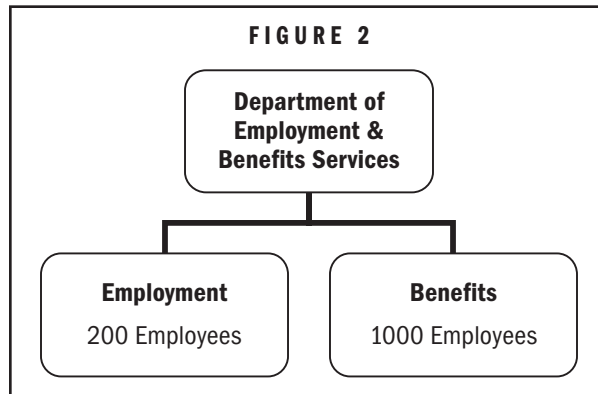 FIGURE 2
Department of
Employment &
Benefits Services
Employment
200 Employees
Benefits
1000 Employees